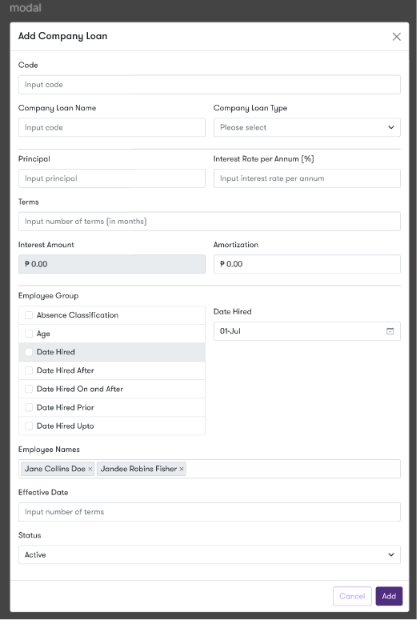 modal
Add Company Loan
Code
Input code
Company Loan Name
Company Loan Type
Input code
Please select
Principal
Interest Rate per Annum (%)
Input principal
Input interest rate per annum
Terms
Input number of terms (in months)
Interest Amount
Amortization
₱ 0.00
₱ 0.00
Employee Group
Absence Classification
Age
Date Hired
Date Hired After
Date Hired On and After
Date Hired Prior
Date Hired Upto
Date Hired
01-Jul
Employee Names
Jane Collins Doe × Jandee Robins Fisher ×
Effective Date
Input number of terms
Status
Active
Cancel
Add